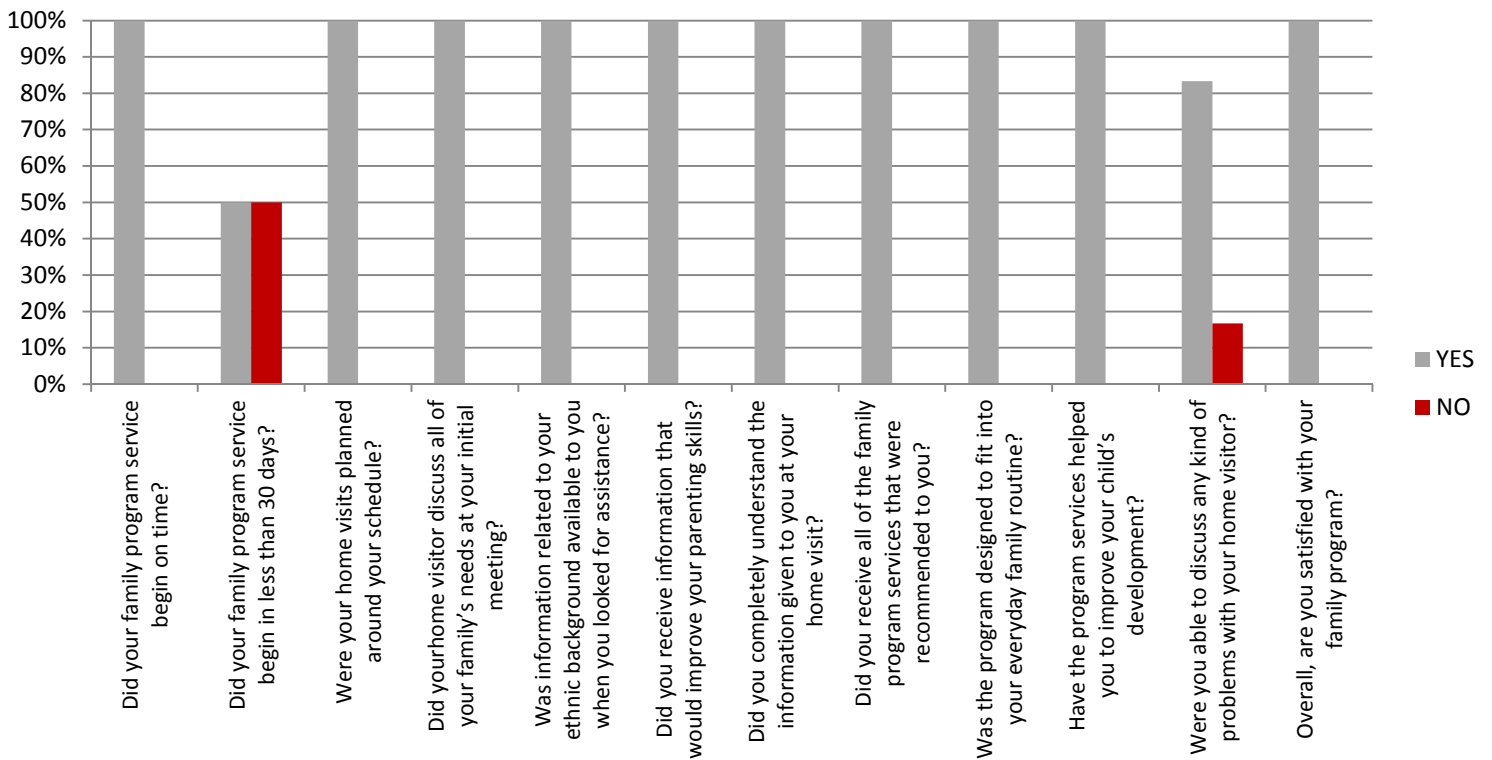 100%
90%
80%
70%
60%
50%
40%
30%
20%
10%
0%
Did your family program service
begin on time?
Did your family program service
begin in less than 30 days?
Were your home visits planned
around your schedule?
Did yourhome visitor discuss all of
your family's needs at your initial
meeting?
Was information related to your
ethnic background available to you
when you looked for assistance?
Did you receive information that
would improve your parenting skills?
Did you completely understand the
information given to you at your
home visit?
Did you receive all of the family
program services that were
recommended to you?
Was the program designed to fit into
your everyday family routine?
Have the program services helped
you to improve your child's
development?
Were you able to discuss any kind of
problems with your home visitor?
Overall, are you satisfied with your
family program?
YES
NO